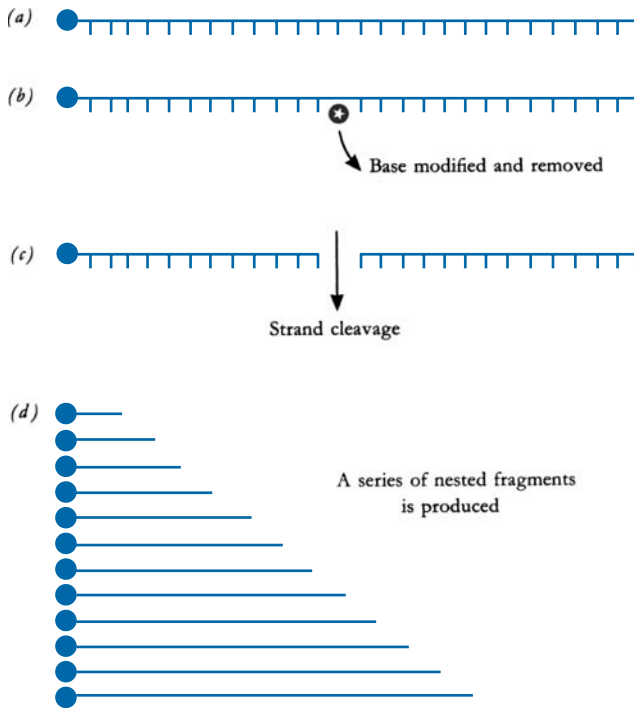 (a)
(b)
Base modified and removed
(c)
Strand cleavage
(d)
A series of nested fragments
is produced